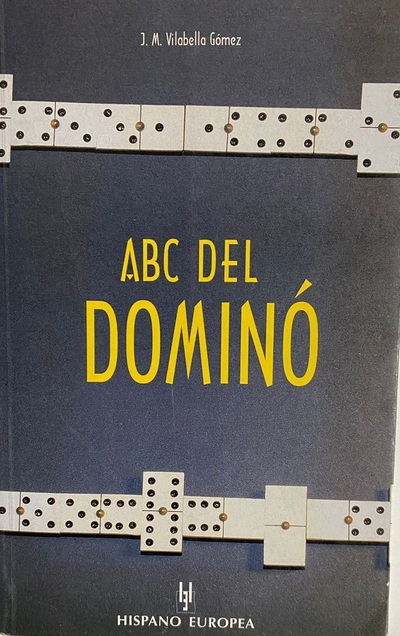 J. M. Vilabella Gómez
ABC DEL
DOMINÓ
HISPANO EUROPEA